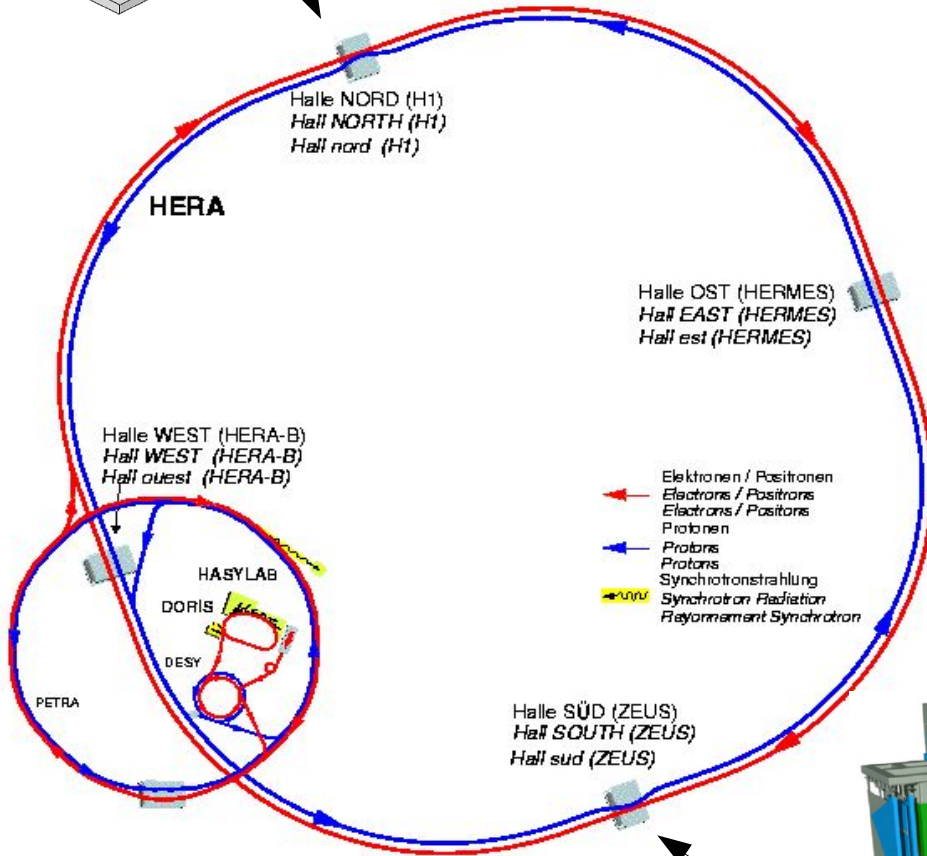 Halle NORD (H1)
Hall NORTH (H1)
Hall nord (H1)
HERA
Halle OST (HERMES)
Hall EAST (HERMES)
Hall est (HERMES)
Halle WEST (HERA-B)
Hall WEST (HERA-B)
Hall ouest (HERA-B)
Elektronen / Positronen
Electrons / Positrons
Electrons / Positons
Protonen
Protons
Protons
Synchrotronstrahlung
Synchrotron Radiation
Rayonnement Synchrotron
HASYLAB
DORIS
DESY
PETRA
Halle SÜD (ZEUS)
Hall SOUTH (ZEUS)
Hall sud (ZEUS)